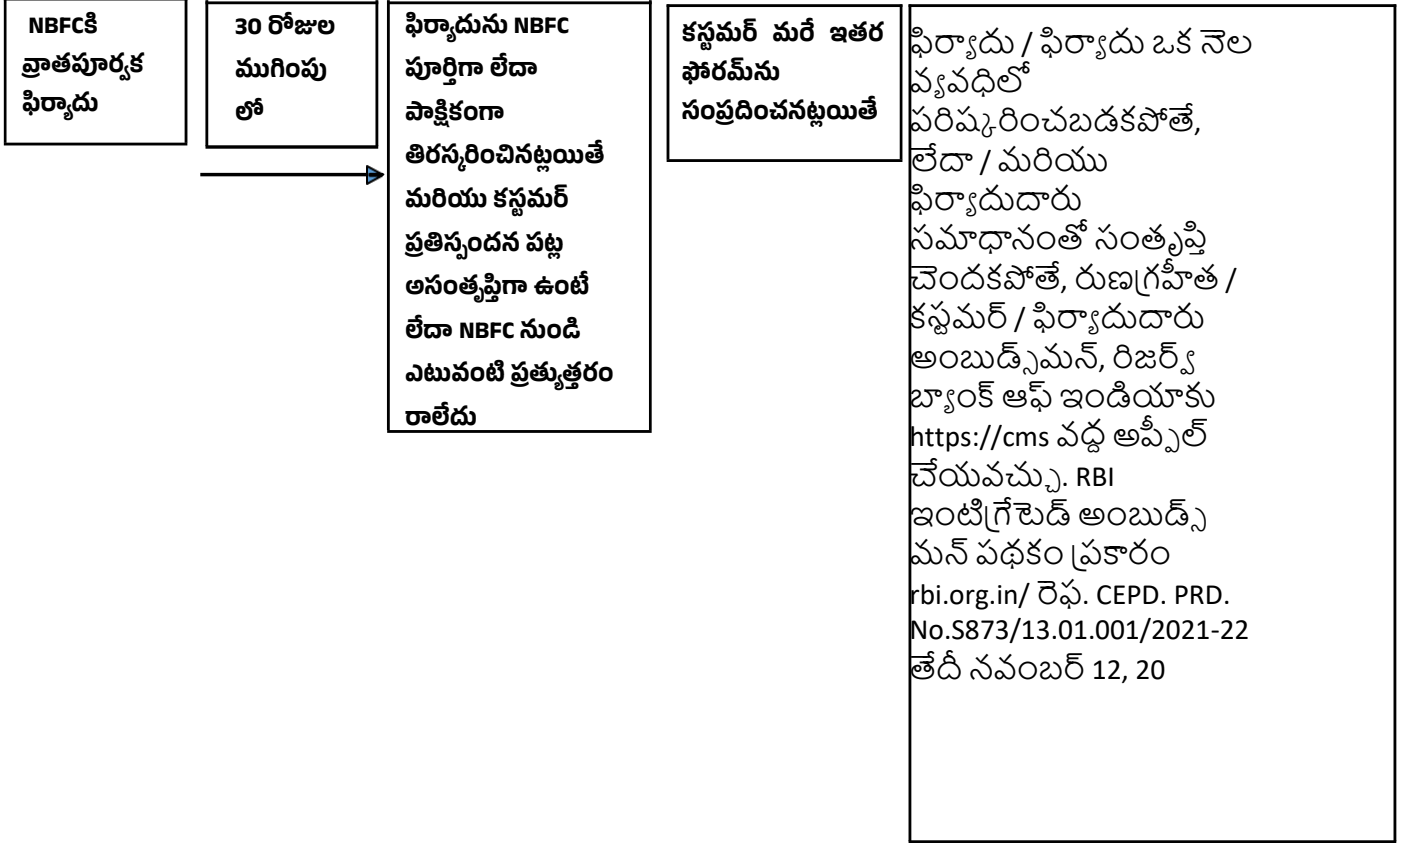 NBFCకి
వ్రాతపూర్వక
ఫిర్యాదు
30 రోజుల
ముగింపు
లో
ఫిర్యాదును NBFC
పూర్తిగా లేదా
పాక్షికంగా
తిరస్కరించినట్లయితే
మరియు కస్టమర్
ప్రతిస్పందన పట్ల
అసంతృప్తిగా ఉంటే
లేదా NBFC నుండి
ఎటువంటి ప్రత్యుత్తరం
రాలేదు
కస్టమర్ మరే ఇతర
ఫోరమ్‌ను
సంప్రదించనట్లయితే
ఫిర్యాదు / ఫిర్యాదు ఒక నెల
వ్యవధిలో
పరిష్కరించబడకపోతే,
లేదా / మరియు
ఫిర్యాదుదారు
సమాధానంతో సంతృప్తి
చెందకపోతే, రుణగ్రహీత /
కస్టమర్ / ఫిర్యాదుదారు
అంబుడ్స్‌మన్, రిజర్వ్
బ్యాంక్ ఆఫ్ ఇండియాకు
https://cms వద్ద అప్పీల్
చేయవచ్చు. RBI
ఇంటిగ్రేటెడ్ అంబుడ్స్
మన్ పథకం ప్రకారం
rbi.org.in/ రెఫ. CEPD. PRD.
No.S873/13.01.001/2021-22
తేదీ నవంబర్ 12, 20